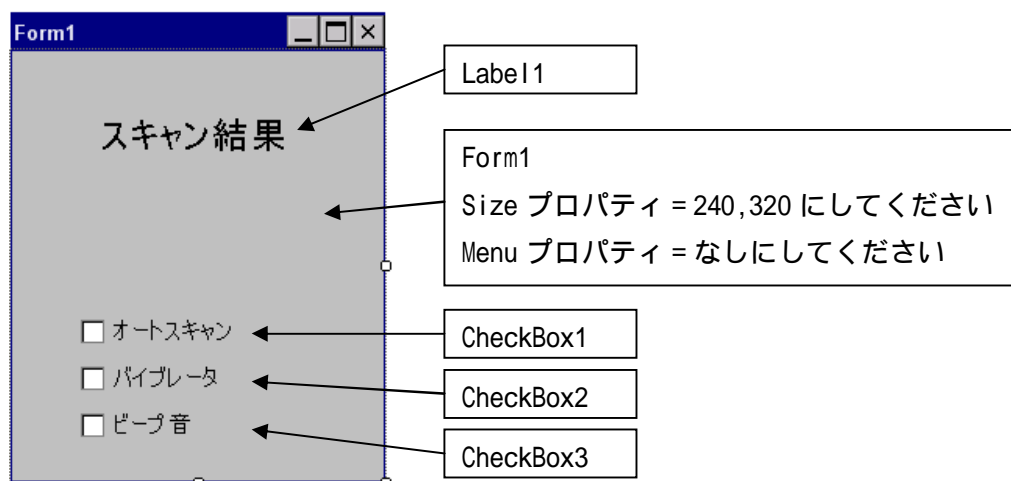 Form1
Label1
スキャン結果
Form1
Size プロパティ = 240,320 にしてください
Menu プロパティ = なしにしてください
オートスキャン
CheckBox1
バイブレータ
CheckBox2
ビープ音
CheckBox3